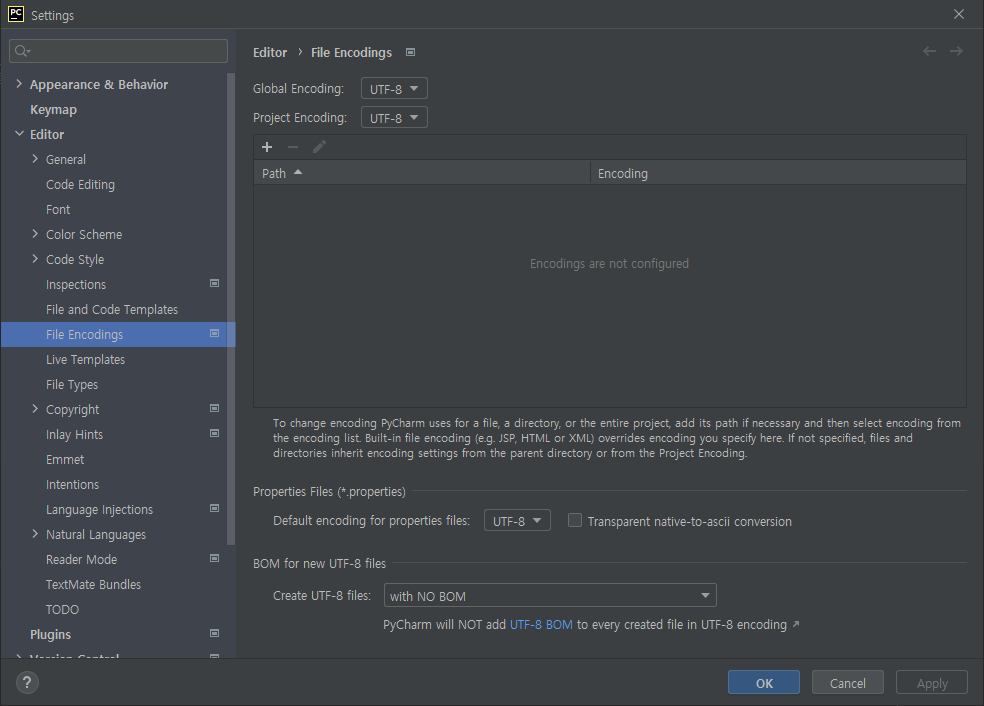 PC
Settings
Appearance & Behavior
Keymap
Editor
General
Code Editing
Font
Color Scheme
Code Style
Inspections
File and Code Templates
File Encodings
Live Templates
File Types
Copyright
Inlay Hints
Emmet
Intentions
Language Injections
Natural Languages
Reader Mode
TextMate Bundles
TODO
Plugins
Version Control
Editor › File Encodings
Global Encoding: UTF-8
Project Encoding: UTF-8
Path Encoding
Encodings are not configured
To change encoding PyCharm uses for a file, a directory, or the entire project, add its path if necessary and then select encoding from
the encoding list. Built-in file encoding (e.g. JSP, HTML or XML) overrides encoding you specify here. If not specified, files and
directories inherit encoding settings from the parent directory or from the Project Encoding.
Properties Files (*.properties)
Default encoding for properties files: UTF-8 Transparent native-to-ascii conversion
BOM for new UTF-8 files
Create UTF-8 files: with NO BOM
PyCharm will NOT add UTF-8 BOM to every created file in UTF-8 encoding ↗
? OK Cancel Apply